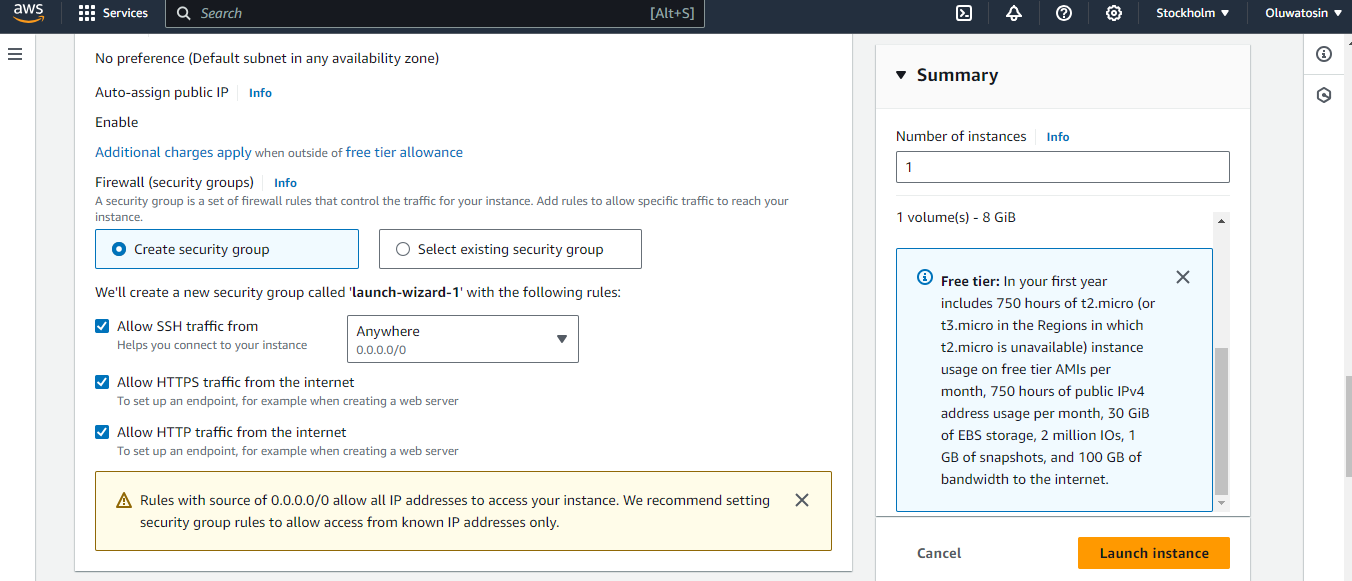 aws
Services
Search
[Alt+S]
Stockholm
Oluwatosin
No preference (Default subnet in any availability zone)
Auto-assign public IP
Info
Enable
Additional charges apply when outside of free tier allowance
Firewall (security groups)
Info
A security group is a set of firewall rules that control the traffic for your instance. Add rules to allow specific traffic to reach your
instance.
Create security group
Select existing security group
We'll create a new security group called 'launch-wizard-1' with the following rules:
Allow SSH traffic from
Helps you connect to your instance
Anywhere
0.0.0.0/0
Allow HTTPS traffic from the internet
To set up an endpoint, for example when creating a web server
Allow HTTP traffic from the internet
To set up an endpoint, for example when creating a web server
Rules with source of 0.0.0.0/0 allow all IP addresses to access your instance. We recommend setting
security group rules to allow access from known IP addresses only.
Summary
Number of instances
Info
1
1 volume(s) - 8 GiB
Free tier: In your first year
includes 750 hours of t2.micro (or
t3.micro in the Regions in which
t2.micro is unavailable) instance
usage on free tier AMIs per
month, 750 hours of public IPv4
address usage per month, 30 GiB
of EBS storage, 2 million IOs, 1
GB of snapshots, and 100 GB of
bandwidth to the internet.
Cancel
Launch instance